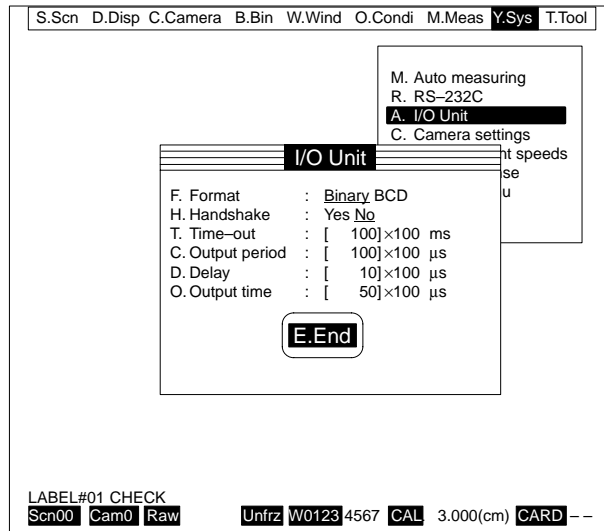 S.Scn D.Disp C.Camera B.Bin W.Wind O.Condi M.Meas Y.Sys T.Tool
M. Auto measuring
R. RS–232C
A. I/O Unit
C. Camera settings
nt speeds
se
u
I/O Unit
F. Format : Binary BCD
H. Handshake : Yes No
T. Time–out : [ 100]×100 ms
C. Output period : [ 100]×100 µs
D. Delay : [ 10]×100 µs
O. Output time : [ 50]×100 µs
E.End
LABEL#01 CHECK
Scn00 Cam0 Raw Unfrz W0123 4567 CAL 3.000(cm) CARD – –